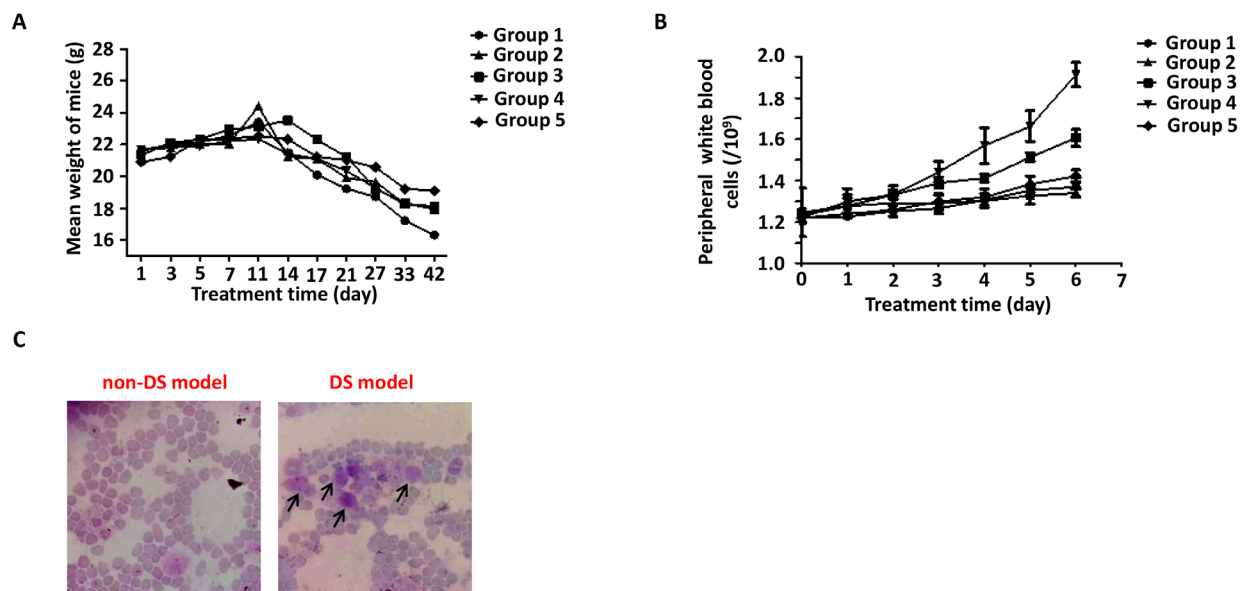 A
Mean weight of mice (g)
28
26
24
22
20
18
16
1 3 5 7 11 14 17 21 27 33 42
Treatment time (day)
Group 1
Group 2
Group 3
Group 4
Group 5
B
Peripheral white blood
cells (/10⁹)
2.0
1.8
1.6
1.4
1.2
1.0
0 1 2 3 4 5 6 7
Treatment time (day)
Group 1
Group 2
Group 3
Group 4
Group 5
C
non-DS model
DS model